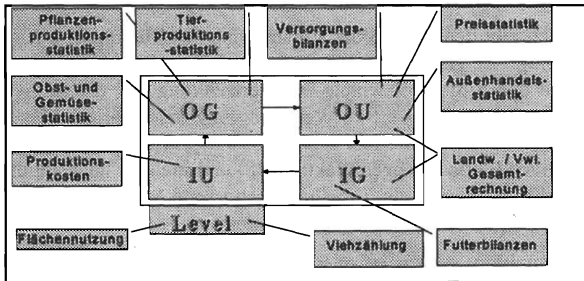 Pflanzen-
produktions-
statistik
Tier-
produktions
-statistik
Versorgungs-
bilanzen
Preisstatistik
Obst- und
Gemüse-
statistik
OG
OU
Außenhandels-
statistik
Produktions-
kosten
IU
IG
Landw. / Vwl.
Gesamt-
rechnung
Level
Flächennutzung
Viehzählung
Futterbilanzen